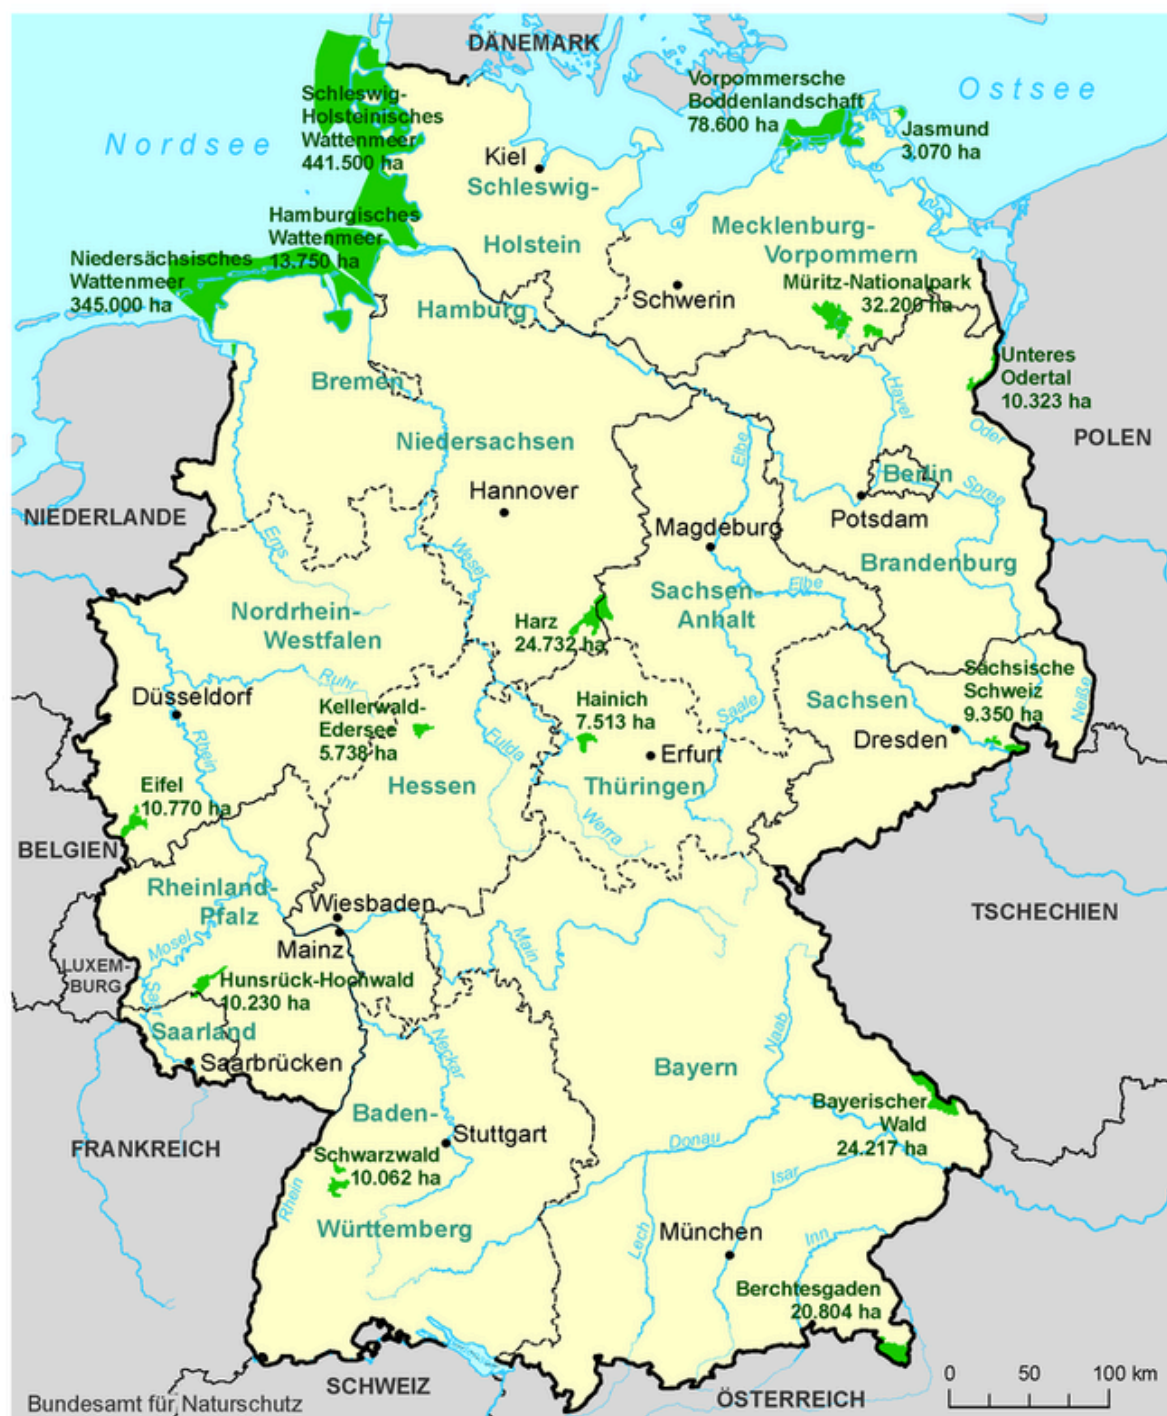 DÄNEMARK
Vorpommersche
Boddenlandschaft
78.600 ha
Ostsee
Schleswig-
Holsteinisches
Wattenmeer
441.500 ha
Nordsee
Jasmund
3.070 ha
Kiel
Schleswig-
Holstein
Hamburgisches
Wattenmeer
13.750 ha
Mecklenburg-
Vorpommern
Niedersächsisches
Wattenmeer
345.000 ha
Müritz-Nationalpark
32.200 ha
Schwerin
Hamburg
Unteres
Odertal
10.323 ha
Bremen
Havel
Oder
POLEN
Niedersachsen
Elbe
Berlin
Spree
Hannover
NIEDERLANDE
Potsdam
Magdeburg
Ems
Weser
Brandenburg
Elbe
Sachsen-
Anhalt
Nordrhein-
Westfalen
Harz
24.732 ha
Sächsische
Schweiz
9.350 ha
Ruhr
Düsseldorf
Kellerwald-
Edersee
5.738 ha
Hainich
7.513 ha
Sachsen
Neiße
Saale
Rhein
Fulda
Dresden
Erfurt
Eifel
10.770 ha
Hessen
Thüringen
Werra
BELGIEN
Rheinland-
Pfalz
Wiesbaden
TSCHECHIEN
Mosel
Mainz
Main
LUXEM-
BURG
Hunsrück-Hochwald
10.230 ha
Saar
Saarland
Naab
Saarbrücken
Neckar
Bayern
Baden-
Bayerischer
Wald
24.217 ha
Stuttgart
Donau
FRANKREICH
Schwarzwald
10.062 ha
Isar
Rhein
Württemberg
München
Lech
Inn
Berchtesgaden
20.804 ha
0 50 100 km
SCHWEIZ
ÖSTERREICH
Bundesamt für Naturschutz